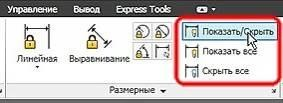 Управление Вывод Express Tools
Линейная Выравнивание
Показать/Скрыть
Показать все
Скрыть все
Размерные